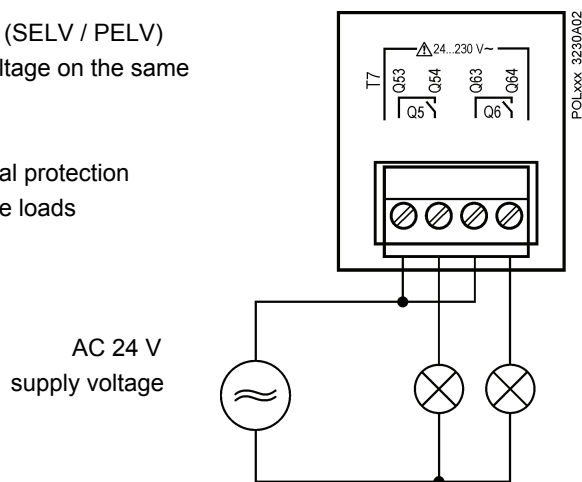 (SELV / PELV)
ltage on the same
al protection
e loads
AC 24 V
supply voltage
24...230 V~
T7
Q53
Q54
Q63
Q64
Q5
Q6
POLxxx 3230A02